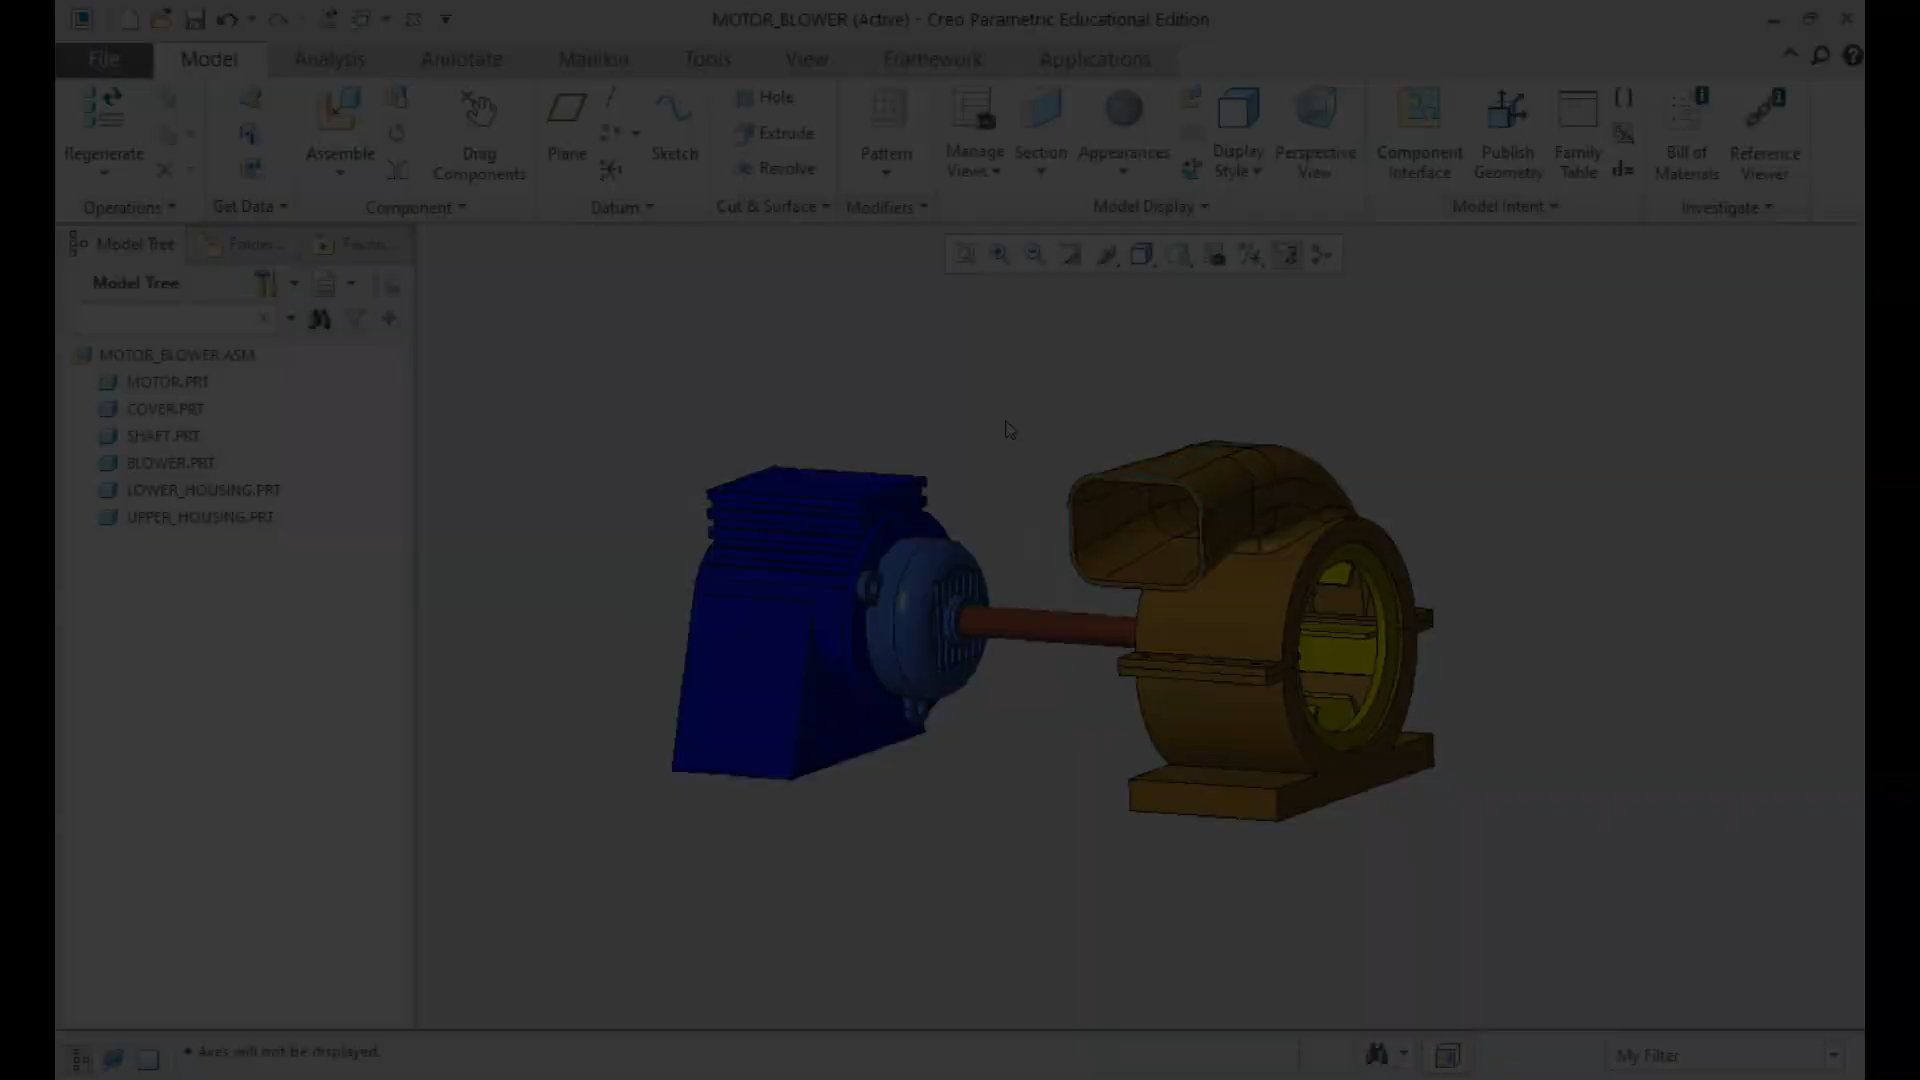 MOTOR_BLOWER (Active) - Creo Parametric Educational Edition
File Model Analysis Annotate Manikin Tools View Framework Applications
Regenerate
Operations
Get Data
Assemble
Drag
Components
Component
Plane
Sketch
Datum
Hole
Extrude
Revolve
Cut & Surface
Pattern
Modifiers
Manage
Views
Section
Appearances
Display
Style
Perspective
View
Model Display
Component
Interface
Publish
Geometry
Family
Table
Model Intent
Bill of
Materials
Reference
Viewer
Investigate
Model Tree
Model Tree
MOTOR_BLOWER.ASM
MOTOR.PRT
COVER.PRT
SHAFT.PRT
BLOWER.PRT
LOWER_HOUSING.PRT
UPPER_HOUSING.PRT
• Axes will not be displayed.
My Filter